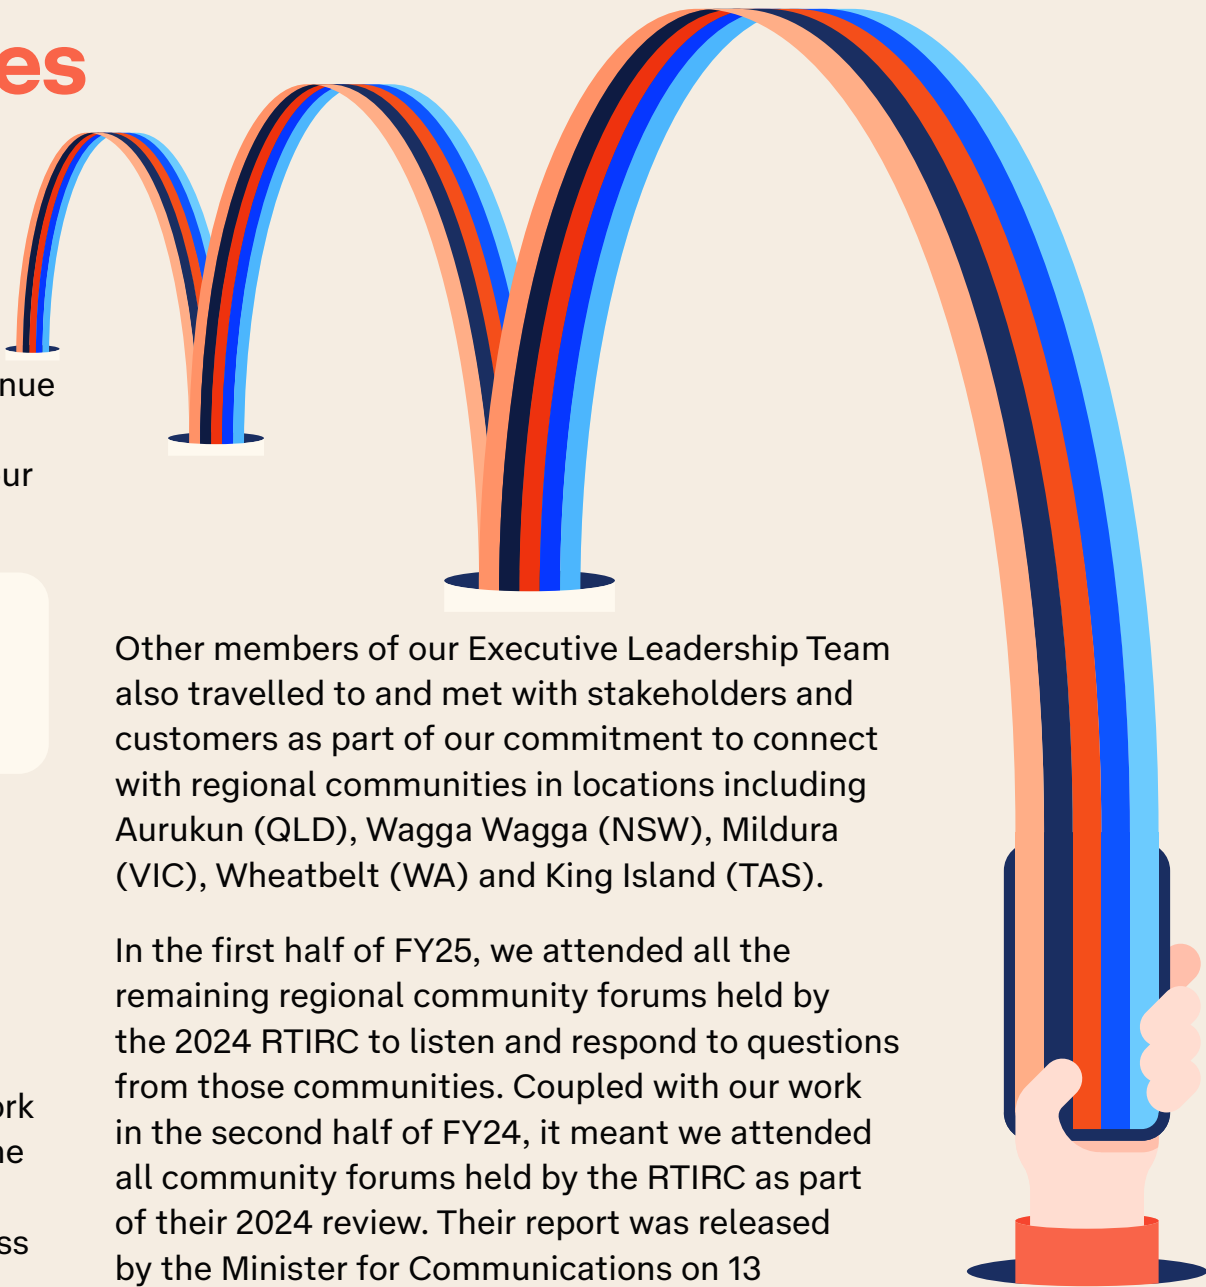 Other members of our Executive Leadership Team
also travelled to and met with stakeholders and
customers as part of our commitment to connect
with regional communities in locations including
Aurukun (QLD), Wagga Wagga (NSW), Mildura
(VIC), Wheatbelt (WA) and King Island (TAS).
In the first half of FY25, we attended all the
remaining regional community forums held by
the 2024 RTIRC to listen and respond to questions
from those communities. Coupled with our work
in the second half of FY24, it meant we attended
all community forums held by the RTIRC as part
of their 2024 review. Their report was released
by the Minister for Communications on 13